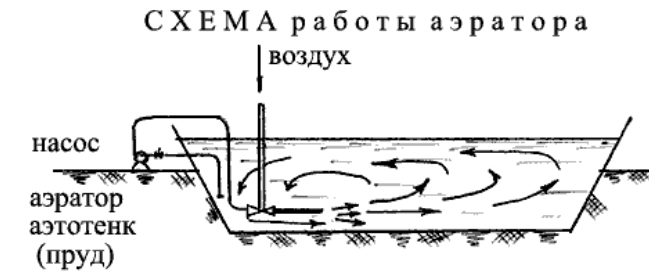 СХЕМА работы аэратора
воздух
насос
аэратор
аэтотенк
(пруд)